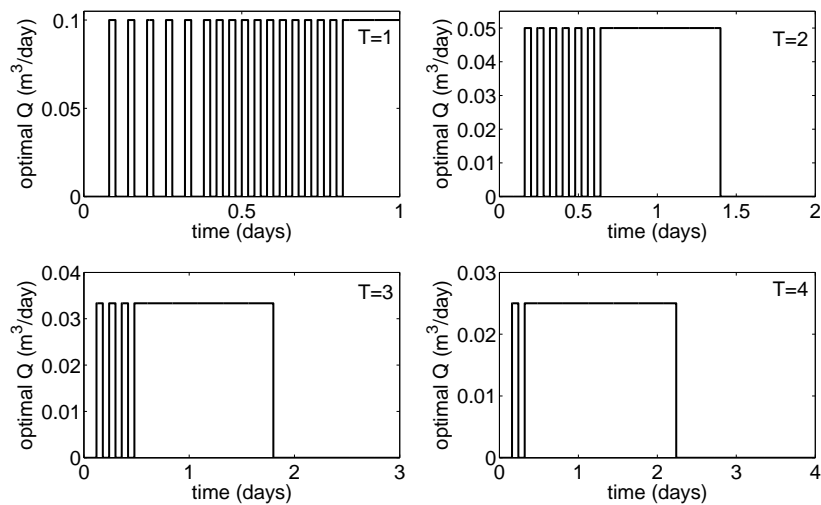 0.1
T=1
0.05
0
optimal Q (m³/day)
0 0.5 1
time (days)
0.05
T=2
0.04
0.03
0.02
0.01
0
optimal Q (m³/day)
0 0.5 1 1.5 2
time (days)
0.04
T=3
0.03
0.02
0.01
0
optimal Q (m³/day)
0 1 2 3
time (days)
0.03
T=4
0.02
0.01
0
optimal Q (m³/day)
0 1 2 3 4
time (days)